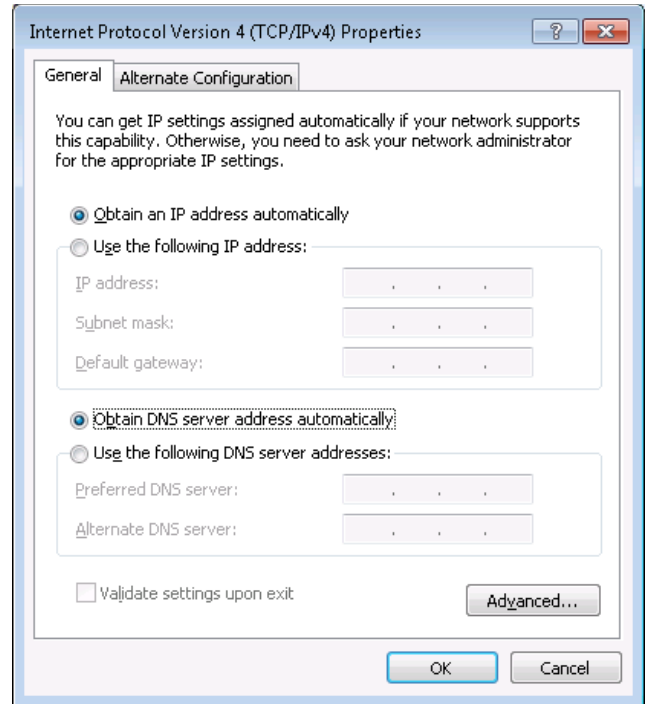 Internet Protocol Version 4 (TCP/IPv4) Properties
?
General
Alternate Configuration
You can get IP settings assigned automatically if your network supports
this capability. Otherwise, you need to ask your network administrator
for the appropriate IP settings.
Obtain an IP address automatically
Use the following IP address:
IP address:
Subnet mask:
Default gateway:
Obtain DNS server address automatically
Use the following DNS server addresses:
Preferred DNS server:
Alternate DNS server:
Validate settings upon exit
Advanced...
OK
Cancel